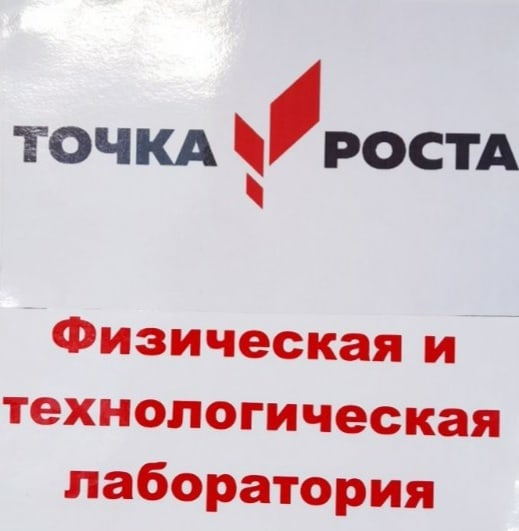 ТОЧКА РОСТА
Физическая и
технологическая
лаборатория